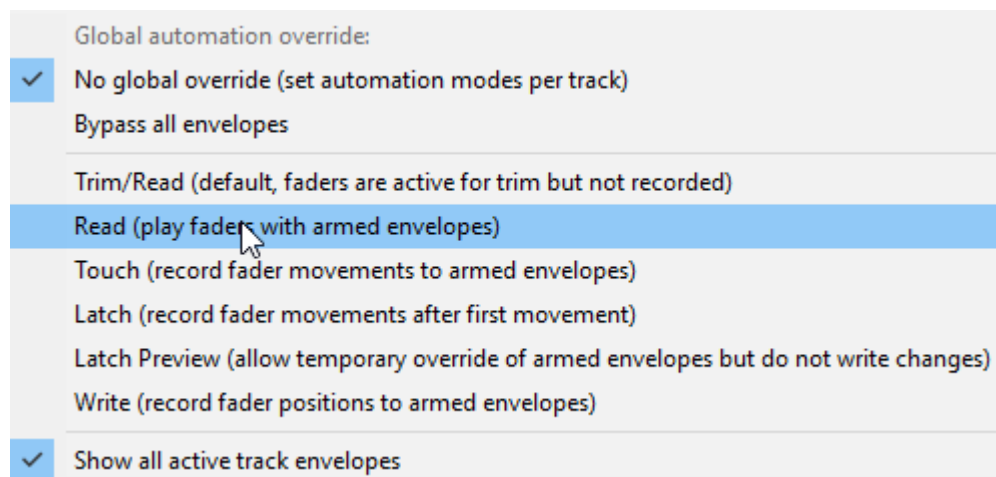 Global automation override:
No global override (set automation modes per track)
Bypass all envelopes
Trim/Read (default, faders are active for trim but not recorded)
Read (play faders with armed envelopes)
Touch (record fader movements to armed envelopes)
Latch (record fader movements after first movement)
Latch Preview (allow temporary override of armed envelopes but do not write changes)
Write (record fader positions to armed envelopes)
Show all active track envelopes